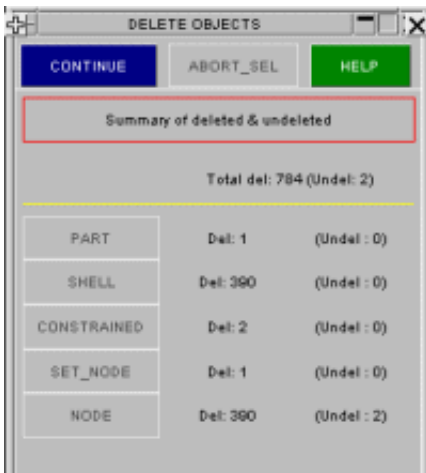 DELETE OBJECTS
CONTINUE ABORT_SEL HELP
Summary of deleted & undeleted
Total del: 784 (Undel: 2)
PART Del: 1 (Undel : 0)
SHELL Del: 390 (Undel : 0)
CONSTRAINED Del: 2 (Undel : 0)
SET_NODE Del: 1 (Undel : 0)
NODE Del: 390 (Undel : 2)